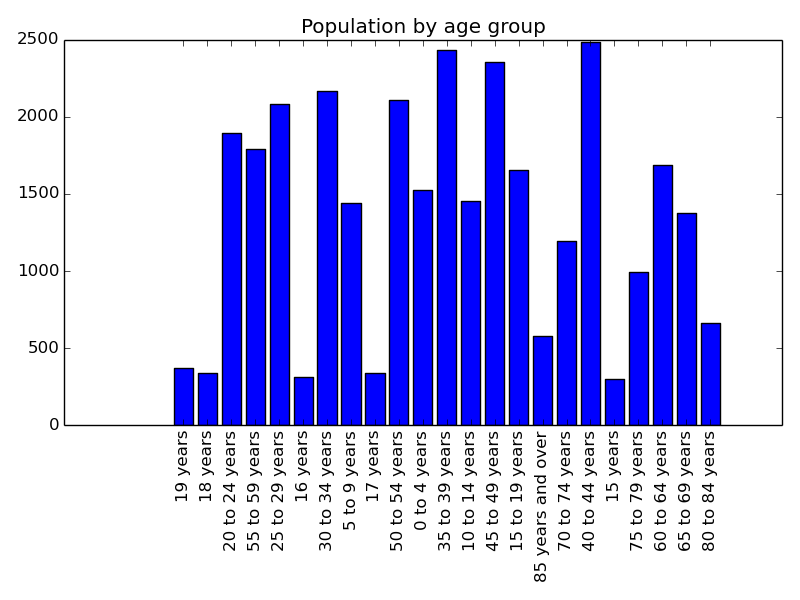 Population by age group
2500
2000
1500
1000
500
0
19 years
18 years
20 to 24 years
55 to 59 years
25 to 29 years
16 years
30 to 34 years
5 to 9 years
17 years
50 to 54 years
0 to 4 years
35 to 39 years
10 to 14 years
45 to 49 years
15 to 19 years
85 years and over
70 to 74 years
40 to 44 years
15 years
75 to 79 years
60 to 64 years
65 to 69 years
80 to 84 years